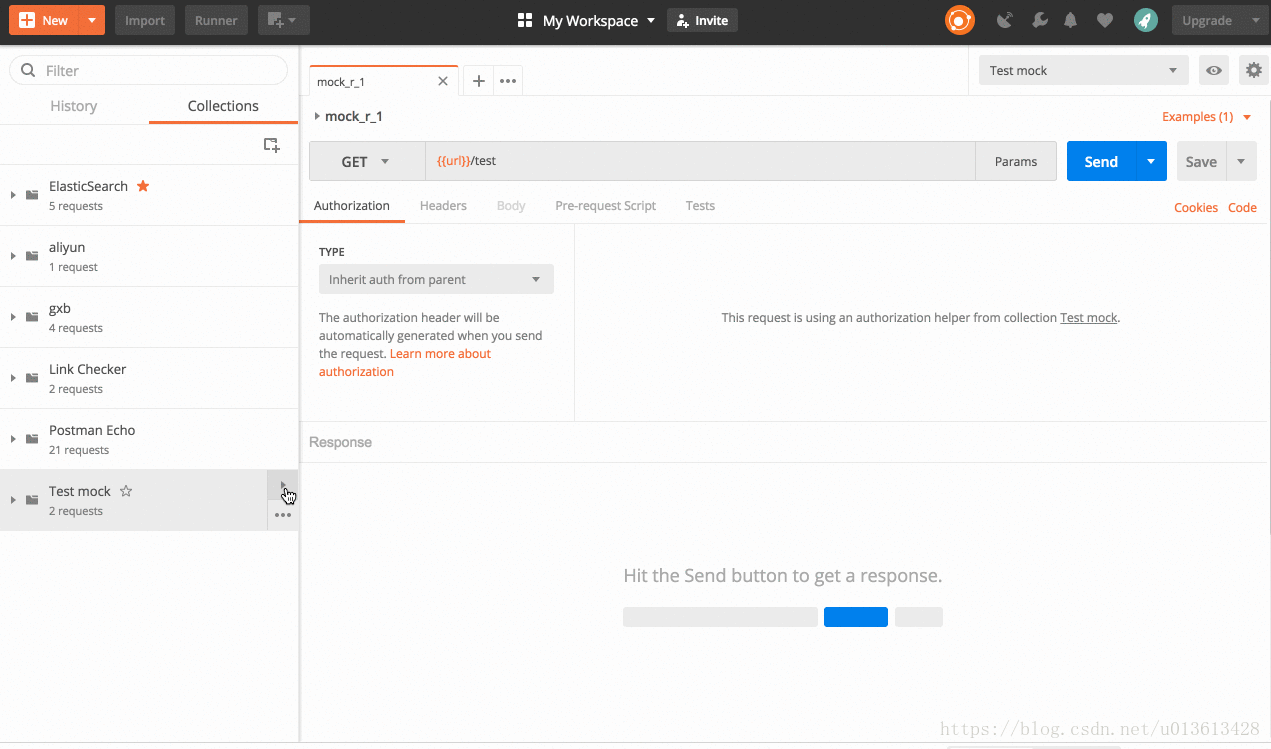 New Import Runner My Workspace Invite Upgrade
Filter
History Collections
ElasticSearch
5 requests
aliyun
1 request
gxb
4 requests
Link Checker
2 requests
Postman Echo
21 requests
Test mock
2 requests
mock_r_1 Test mock
mock_r_1 Examples (1)
GET {{url}}/test Params Send Save
Authorization Headers Body Pre-request Script Tests Cookies Code
TYPE
Inherit auth from parent
The authorization header will be
automatically generated when you send
the request. Learn more about
authorization
This request is using an authorization helper from collection Test mock.
Response
Hit the Send button to get a response.
https://blog.csdn.net/u013613428